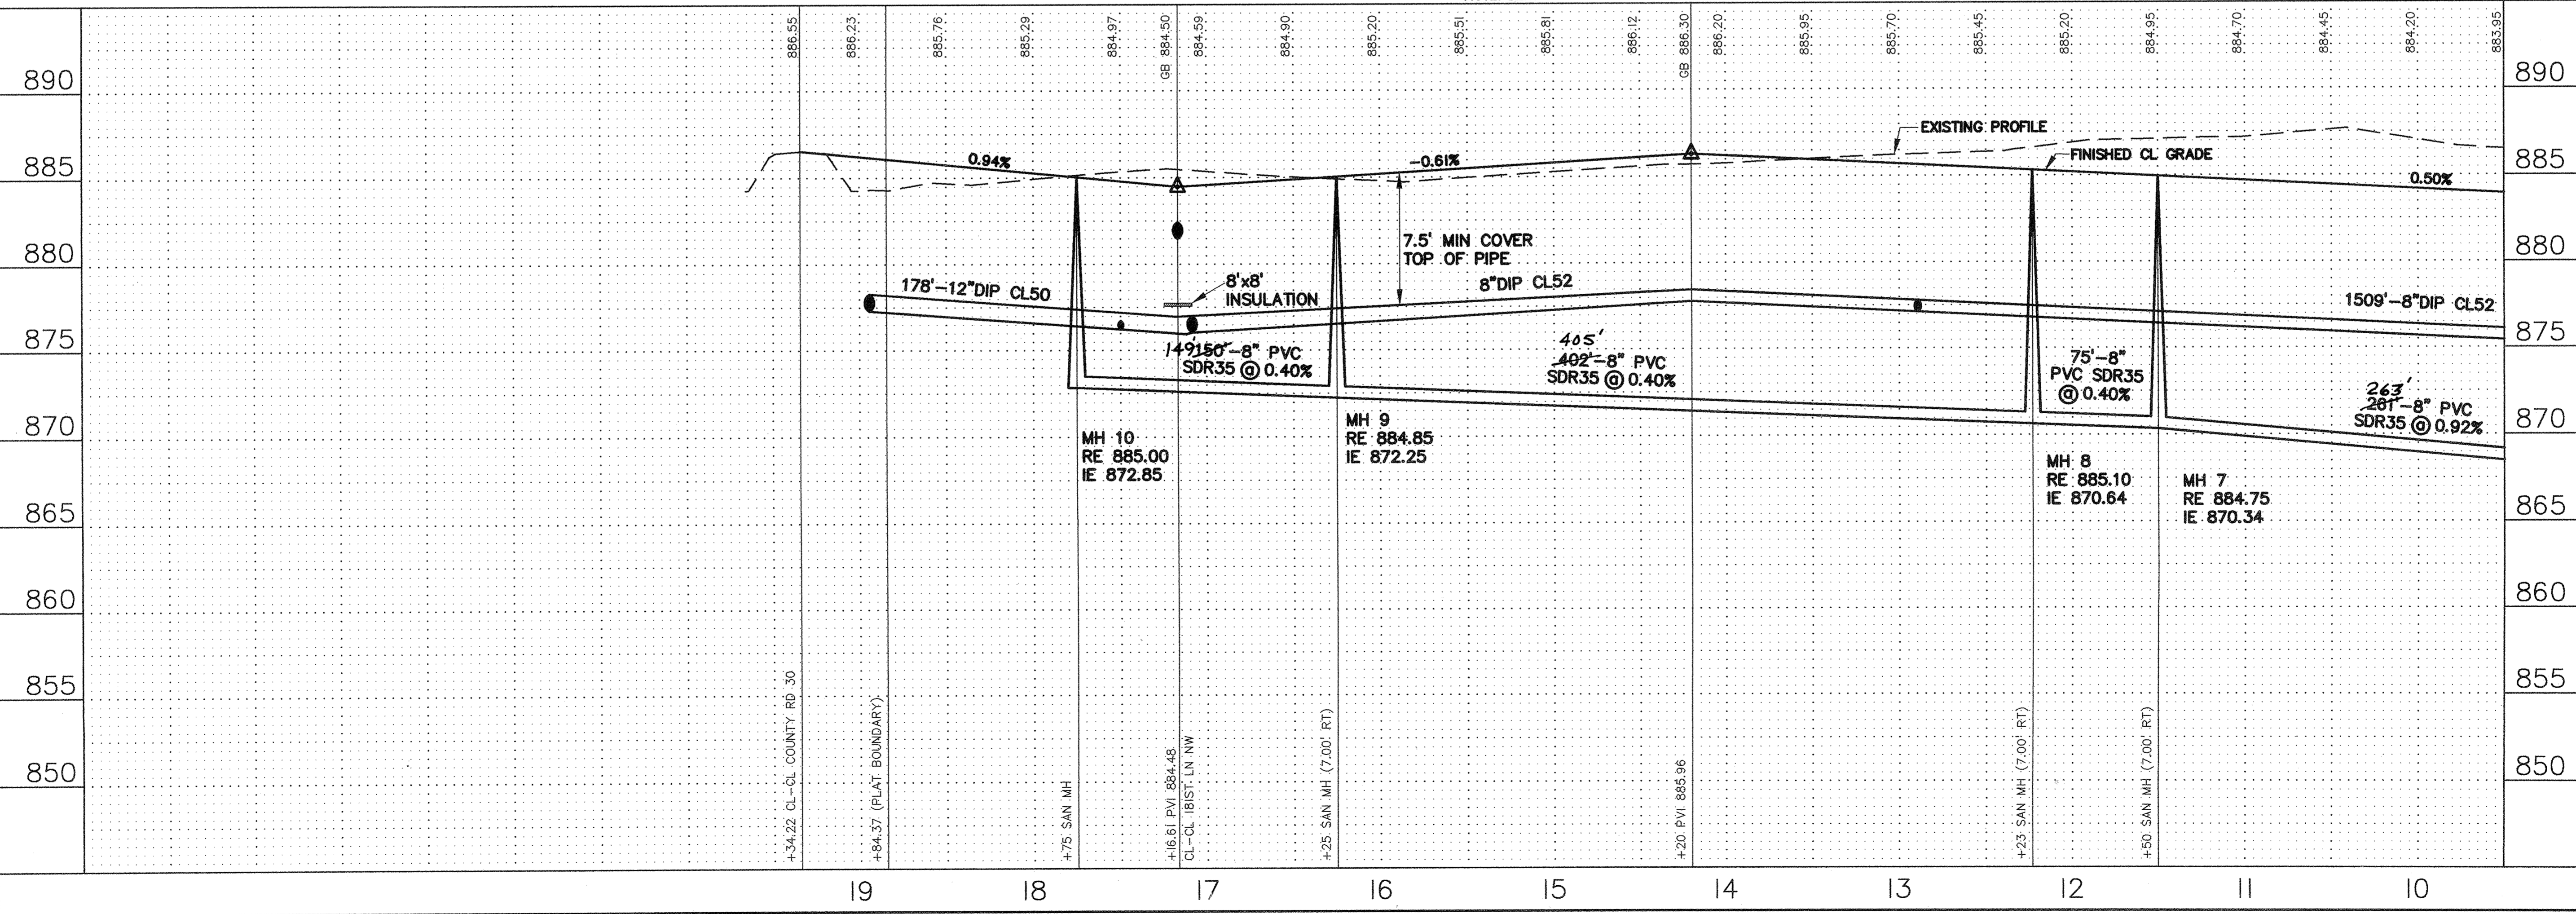 886.55
886.23
885.76
885.29
884.97
GB 884.50
884.59
884.90
885.20
885.51
885.81
886.12
GB 886.30
886.20
885.95
885.70
885.45
885.20
884.95
884.70
884.45
884.20
883.95
890
890
885
885
880
880
875
875
870
870
865
865
860
860
855
855
850
850
EXISTING PROFILE
FINISHED CL GRADE
0.94%
-0.61%
0.50%
7.5' MIN COVER
TOP OF PIPE
8'x8'
INSULATION
178'-12"DIP CL50
8"DIP CL52
1509'-8"DIP CL52
149' 150'-8" PVC
SDR35 @ 0.40%
405'
402'-8" PVC
SDR35 @ 0.40%
75'-8"
PVC SDR35
@ 0.40%
263'
261'-8" PVC
SDR35 @ 0.92%
MH 10
RE 885.00
IE 872.85
MH 9
RE 884.85
IE 872.25
MH 8
RE 885.10
IE 870.64
MH 7
RE 884.75
IE 870.34
+34.22 CL-CL COUNTY RD 30
+84.37 (PLAT BOUNDARY)
+75 SAN MH
+16.61 PVI 884.48
CL-CL 181ST LN NW
+25 SAN MH (7.00' RT)
+20 PVI 885.96
+23 SAN MH (7.00' RT)
+50 SAN MH (7.00' RT)
19
18
17
16
15
14
13
12
11
10